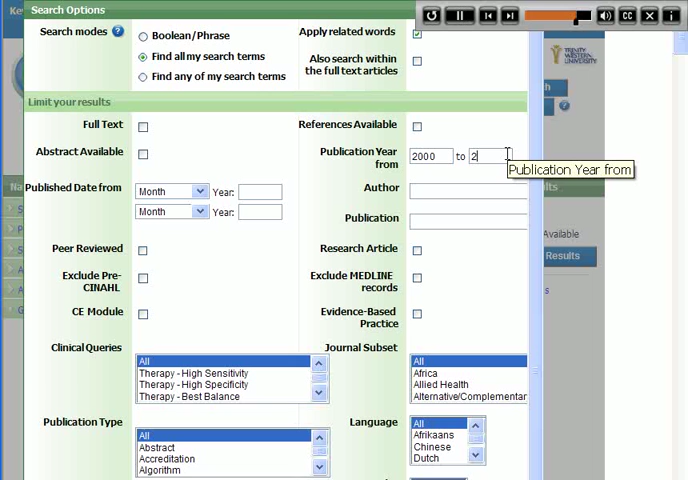 Search Options
Search modes
Boolean/Phrase
Find all my search terms
Find any of my search terms
Apply related words
Also search within
the full text articles
Limit your results
Full Text
References Available
Abstract Available
Publication Year
from
2000 to 2
Publication Year from
Published Date from
Month
Year:
Month
Year:
Author
Publication
Peer Reviewed
Research Article
Exclude Pre-
CINAHL
Exclude MEDLINE
records
CE Module
Evidence-Based
Practice
Clinical Queries
All
Therapy - High Sensitivity
Therapy - High Specificity
Therapy - Best Balance
Journal Subset
All
Africa
Allied Health
Alternative/Complementar
Publication Type
All
Abstract
Accreditation
Algorithm
Language
All
Afrikaans
Chinese
Dutch
CC
TRINITY
WESTERN
UNIVERSITY
Available
Results